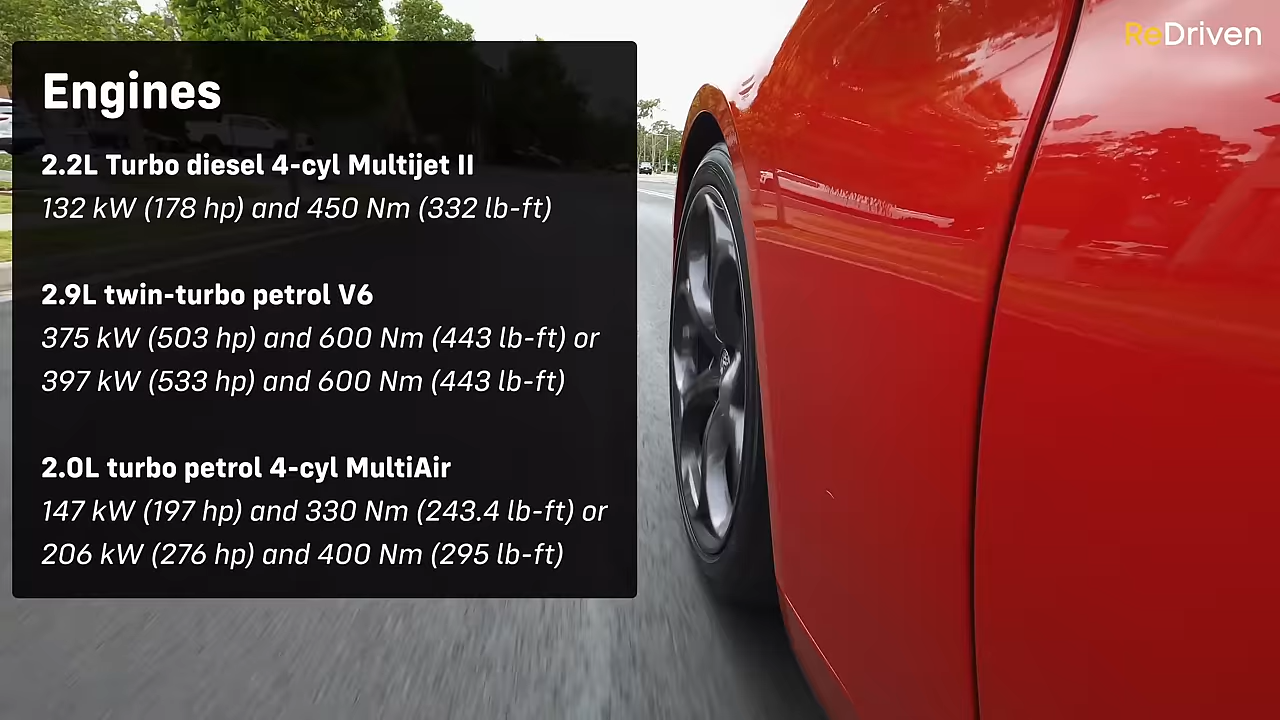 ReDriven
Engines
2.2L Turbo diesel 4-cyl Multijet II
132 kW (178 hp) and 450 Nm (332 lb-ft)
2.9L twin-turbo petrol V6
375 kW (503 hp) and 600 Nm (443 lb-ft) or
397 kW (533 hp) and 600 Nm (443 lb-ft)
2.0L turbo petrol 4-cyl MultiAir
147 kW (197 hp) and 330 Nm (243.4 lb-ft) or
206 kW (276 hp) and 400 Nm (295 lb-ft)